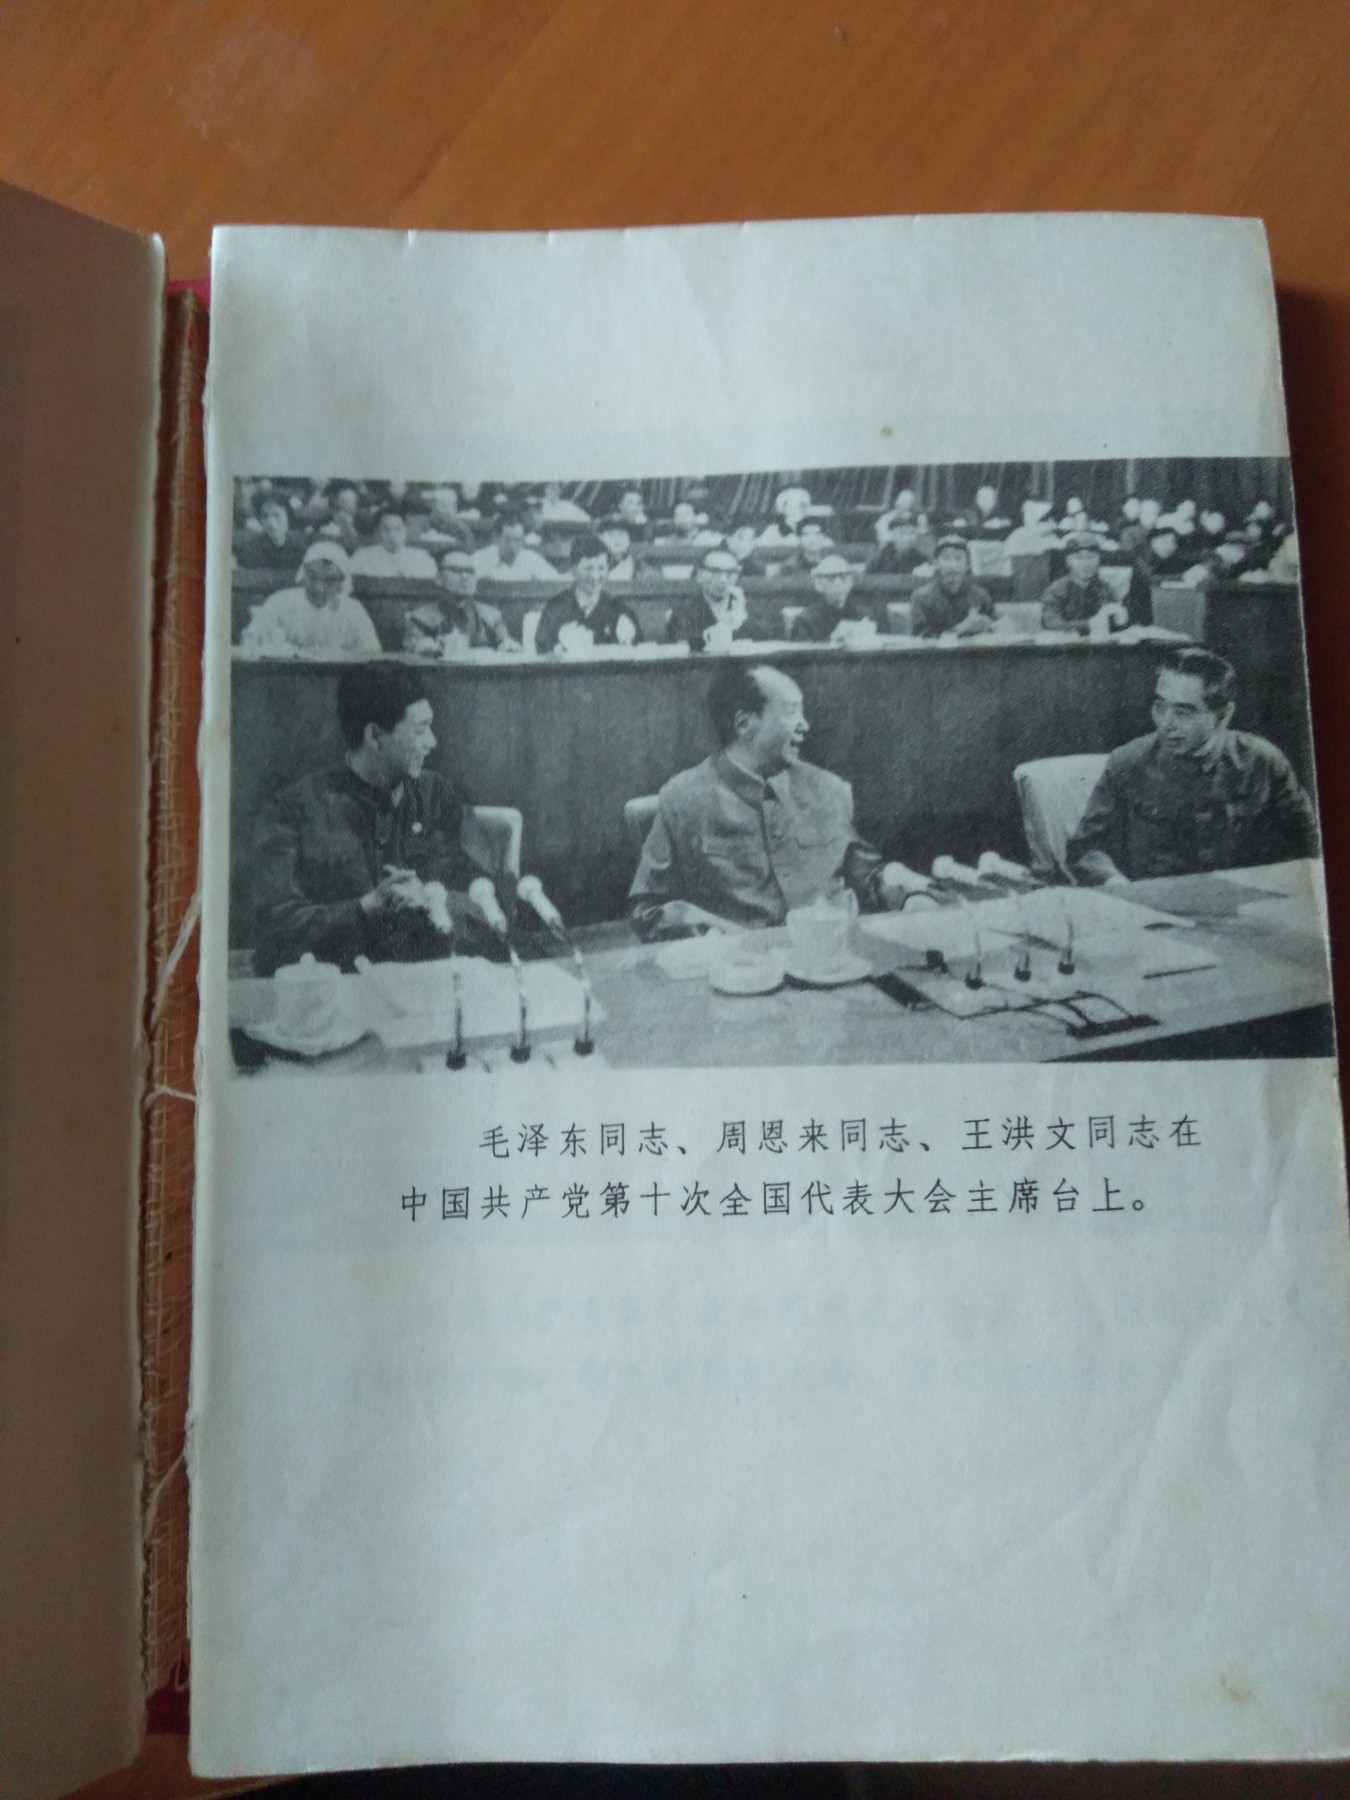 毛泽东同志、周恩来同志、王洪文同志在
中国共产党第十次全国代表大会主席台上。